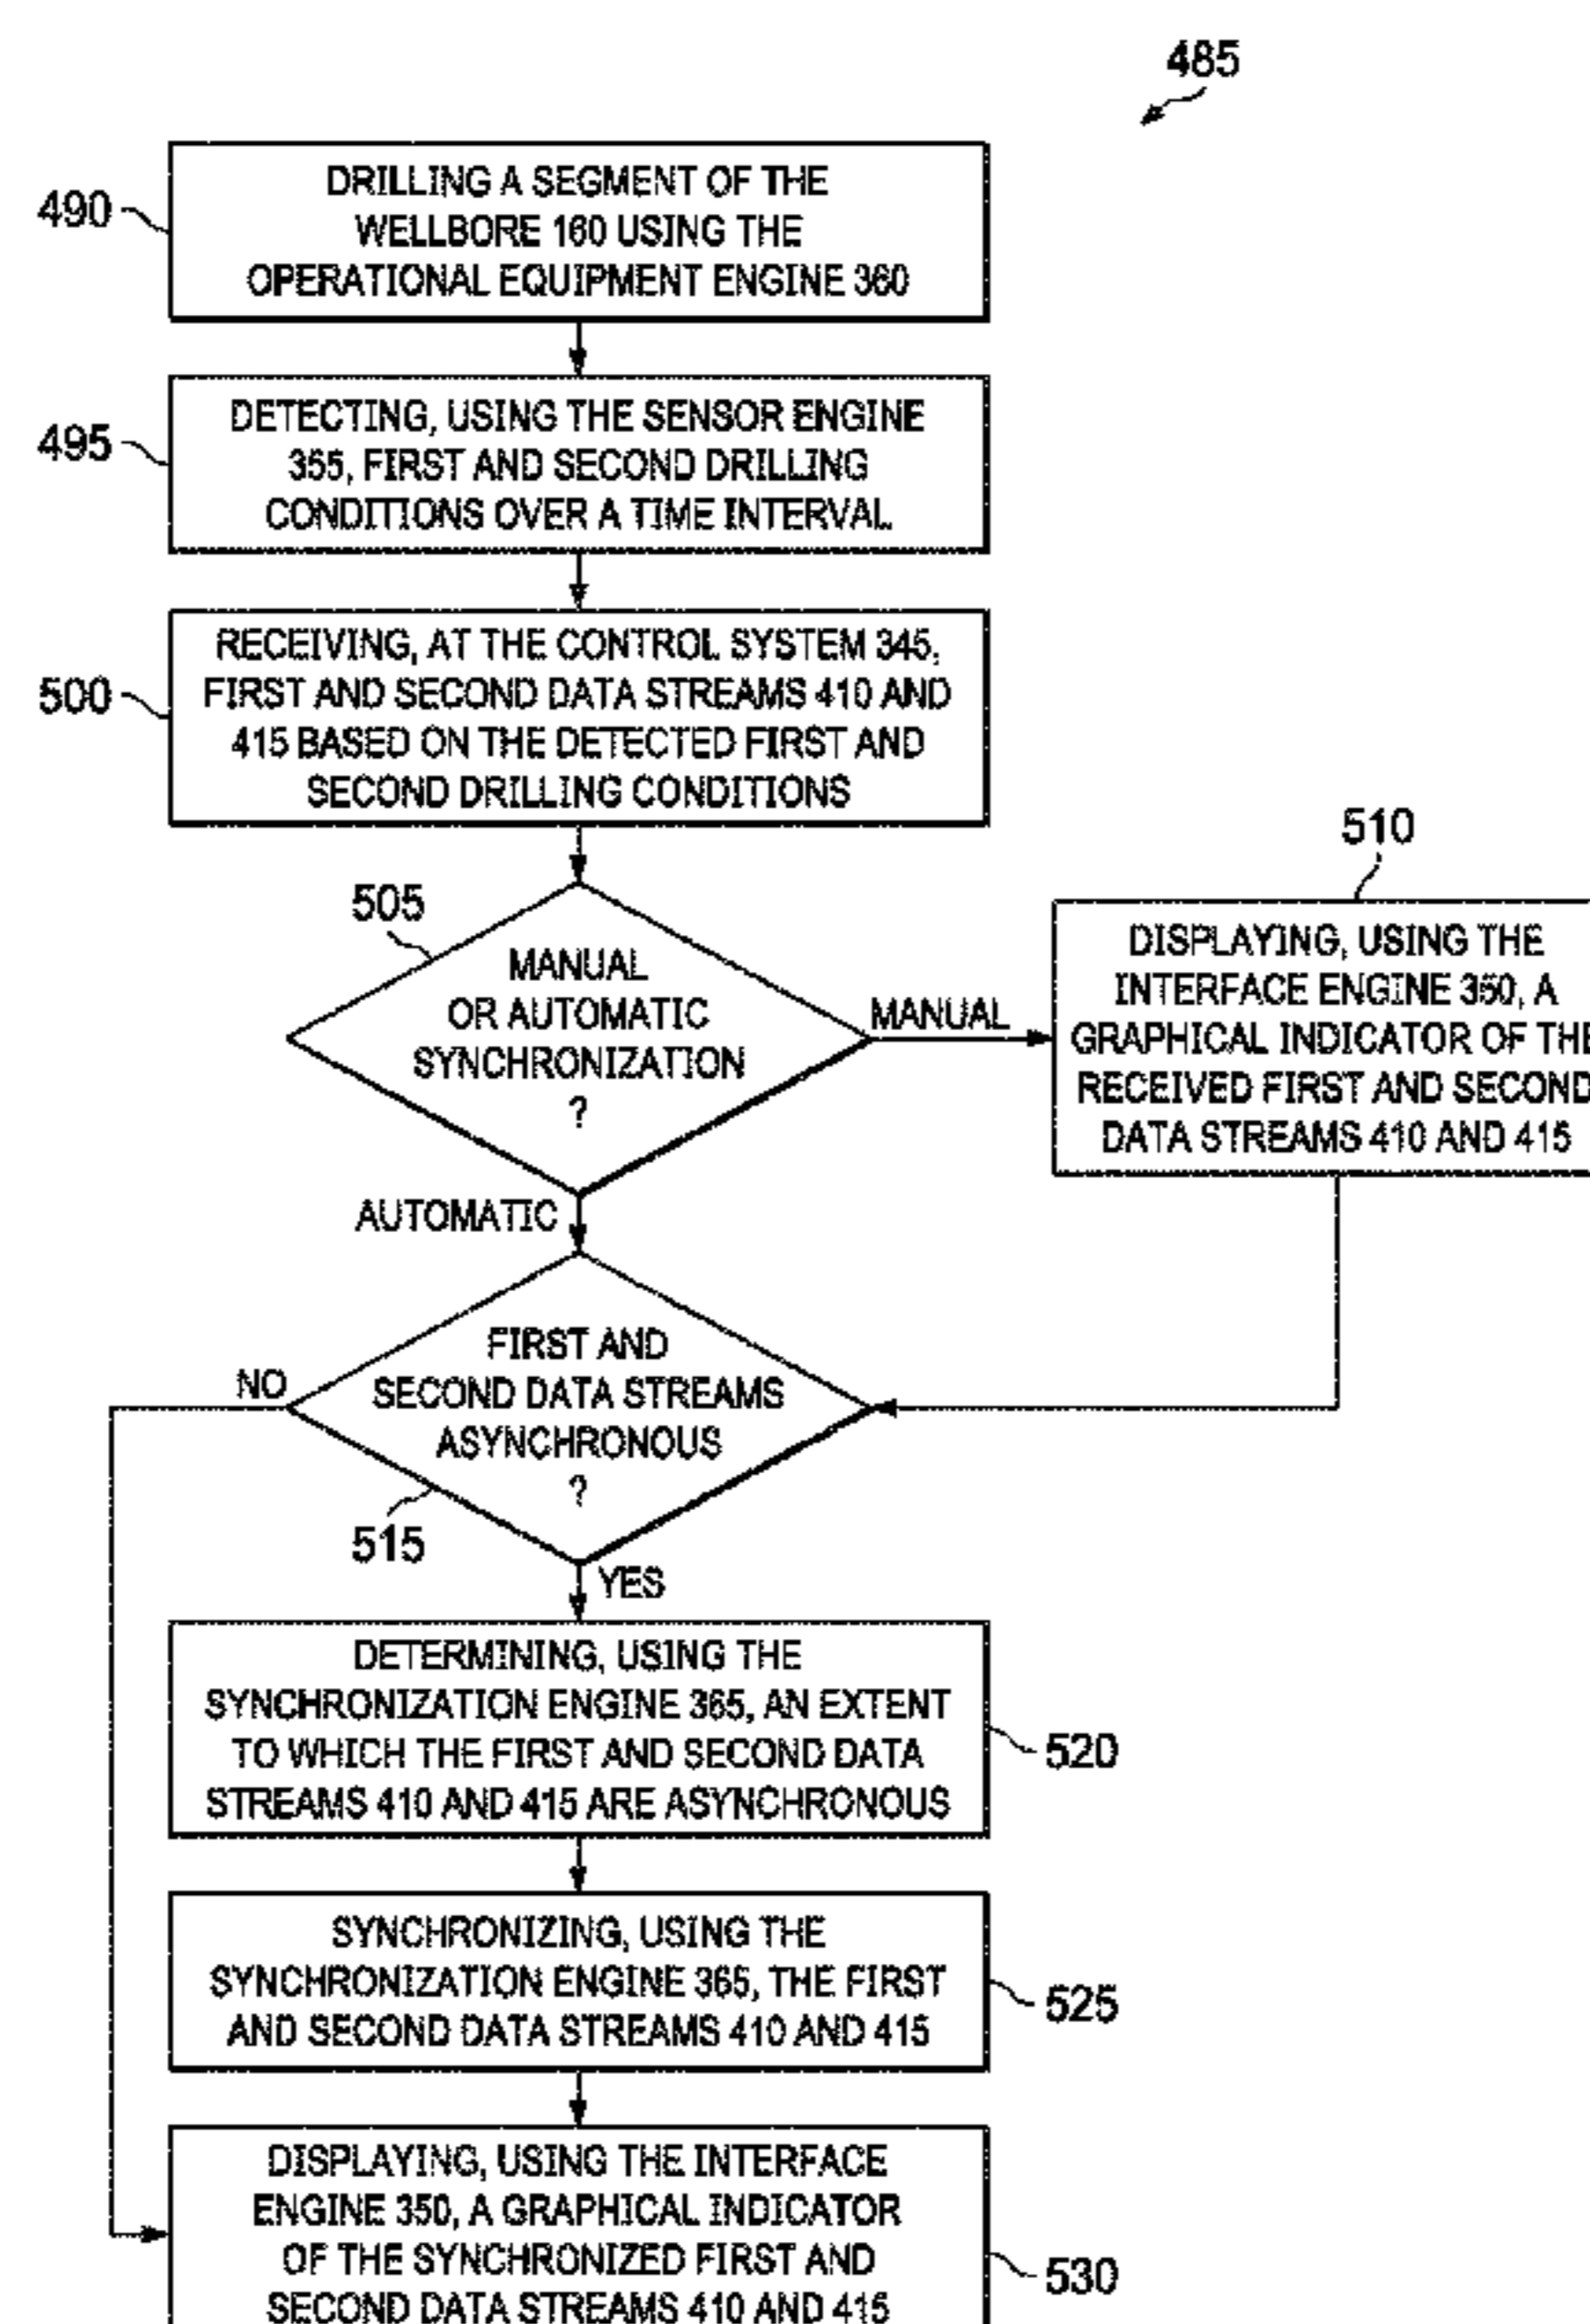 485
490
DRILLING A SEGMENT OF THE
WELLBORE 160 USING THE
OPERATIONAL EQUIPMENT ENGINE 360
495
DETECTING, USING THE SENSOR ENGINE
355, FIRST AND SECOND DRILLING
CONDITIONS OVER A TIME INTERVAL
500
RECEIVING, AT THE CONTROL SYSTEM 345,
FIRST AND SECOND DATA STREAMS 410 AND
415 BASED ON THE DETECTED FIRST AND
SECOND DRILLING CONDITIONS
505
MANUAL
OR AUTOMATIC
SYNCHRONIZATION
?
MANUAL
510
DISPLAYING, USING THE
INTERFACE ENGINE 350, A
GRAPHICAL INDICATOR OF THE
RECEIVED FIRST AND SECOND
DATA STREAMS 410 AND 415
AUTOMATIC
FIRST AND
SECOND DATA STREAMS
ASYNCHRONOUS
?
NO
515
YES
DETERMINING, USING THE
SYNCHRONIZATION ENGINE 365, AN EXTENT
TO WHICH THE FIRST AND SECOND DATA
STREAMS 410 AND 415 ARE ASYNCHRONOUS
520
SYNCHRONIZING, USING THE
SYNCHRONIZATION ENGINE 365, THE FIRST
AND SECOND DATA STREAMS 410 AND 415
525
DISPLAYING, USING THE INTERFACE
ENGINE 350, A GRAPHICAL INDICATOR
OF THE SYNCHRONIZED FIRST AND
SECOND DATA STREAMS 410 AND 415
530